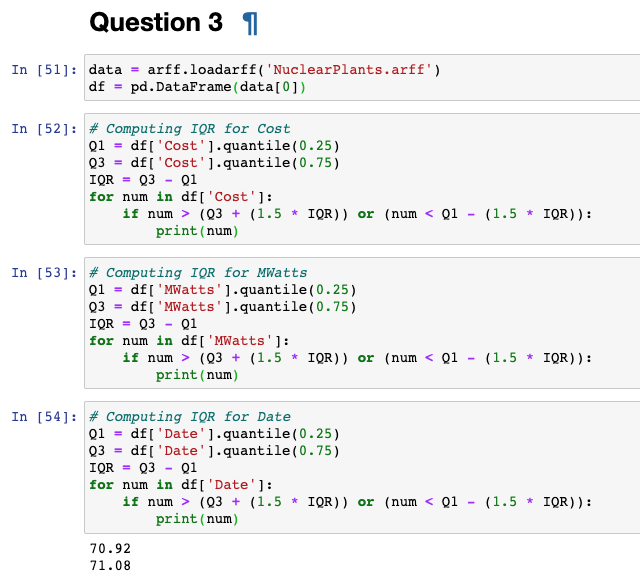 Question 3 ¶
In [51]: data = arff.loadarff('NuclearPlants.arff')
df = pd.DataFrame(data[0])
In [52]: # Computing IQR for Cost
Q1 = df['Cost'].quantile(0.25)
Q3 = df['Cost'].quantile(0.75)
IQR = Q3 - Q1
for num in df['Cost']:
    if num > (Q3 + (1.5 * IQR)) or (num < Q1 - (1.5 * IQR)):
        print(num)
In [53]: # Computing IQR for MWatts
Q1 = df['MWatts'].quantile(0.25)
Q3 = df['MWatts'].quantile(0.75)
IQR = Q3 - Q1
for num in df['MWatts']:
    if num > (Q3 + (1.5 * IQR)) or (num < Q1 - (1.5 * IQR)):
        print(num)
In [54]: # Computing IQR for Date
Q1 = df['Date'].quantile(0.25)
Q3 = df['Date'].quantile(0.75)
IQR = Q3 - Q1
for num in df['Date']:
    if num > (Q3 + (1.5 * IQR)) or (num < Q1 - (1.5 * IQR)):
        print(num)
70.92
71.08